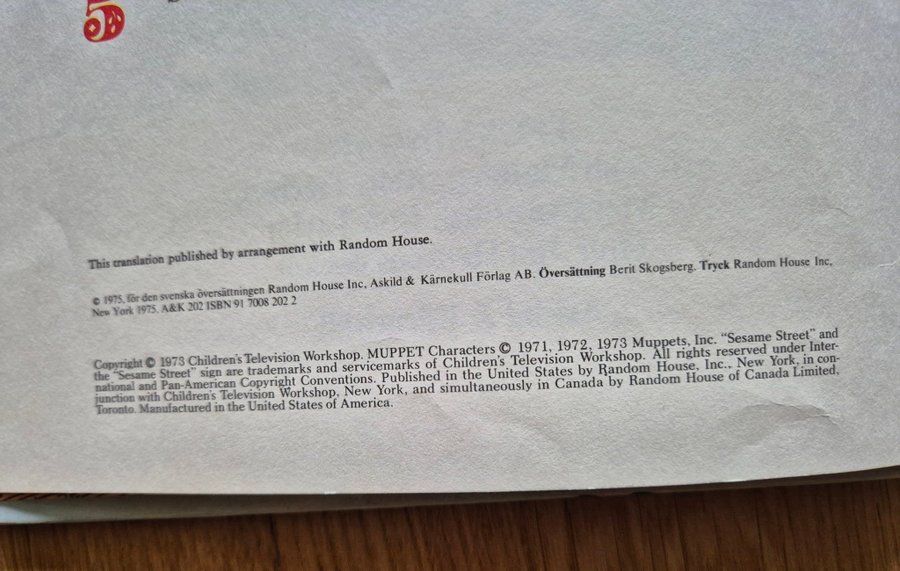 5
This translation published by arrangement with Random House.
© 1975, för den svenska översättningen Random House Inc, Askild & Kärnekull Förlag AB. Översättning Berit Skogsberg. Tryck Random House Inc,
New York 1975. A&K 202 ISBN 91 7008 202 2
Copyright © 1973 Children's Television Workshop. MUPPET Characters © 1971, 1972, 1973 Muppets, Inc. "Sesame Street" and
the "Sesame Street" sign are trademarks and servicemarks of Children's Television Workshop. All rights reserved under Inter-
national and Pan-American Copyright Conventions. Published in the United States by Random House, Inc., New York, in con-
junction with Children's Television Workshop, New York, and simultaneously in Canada by Random House of Canada Limited,
Toronto. Manufactured in the United States of America.